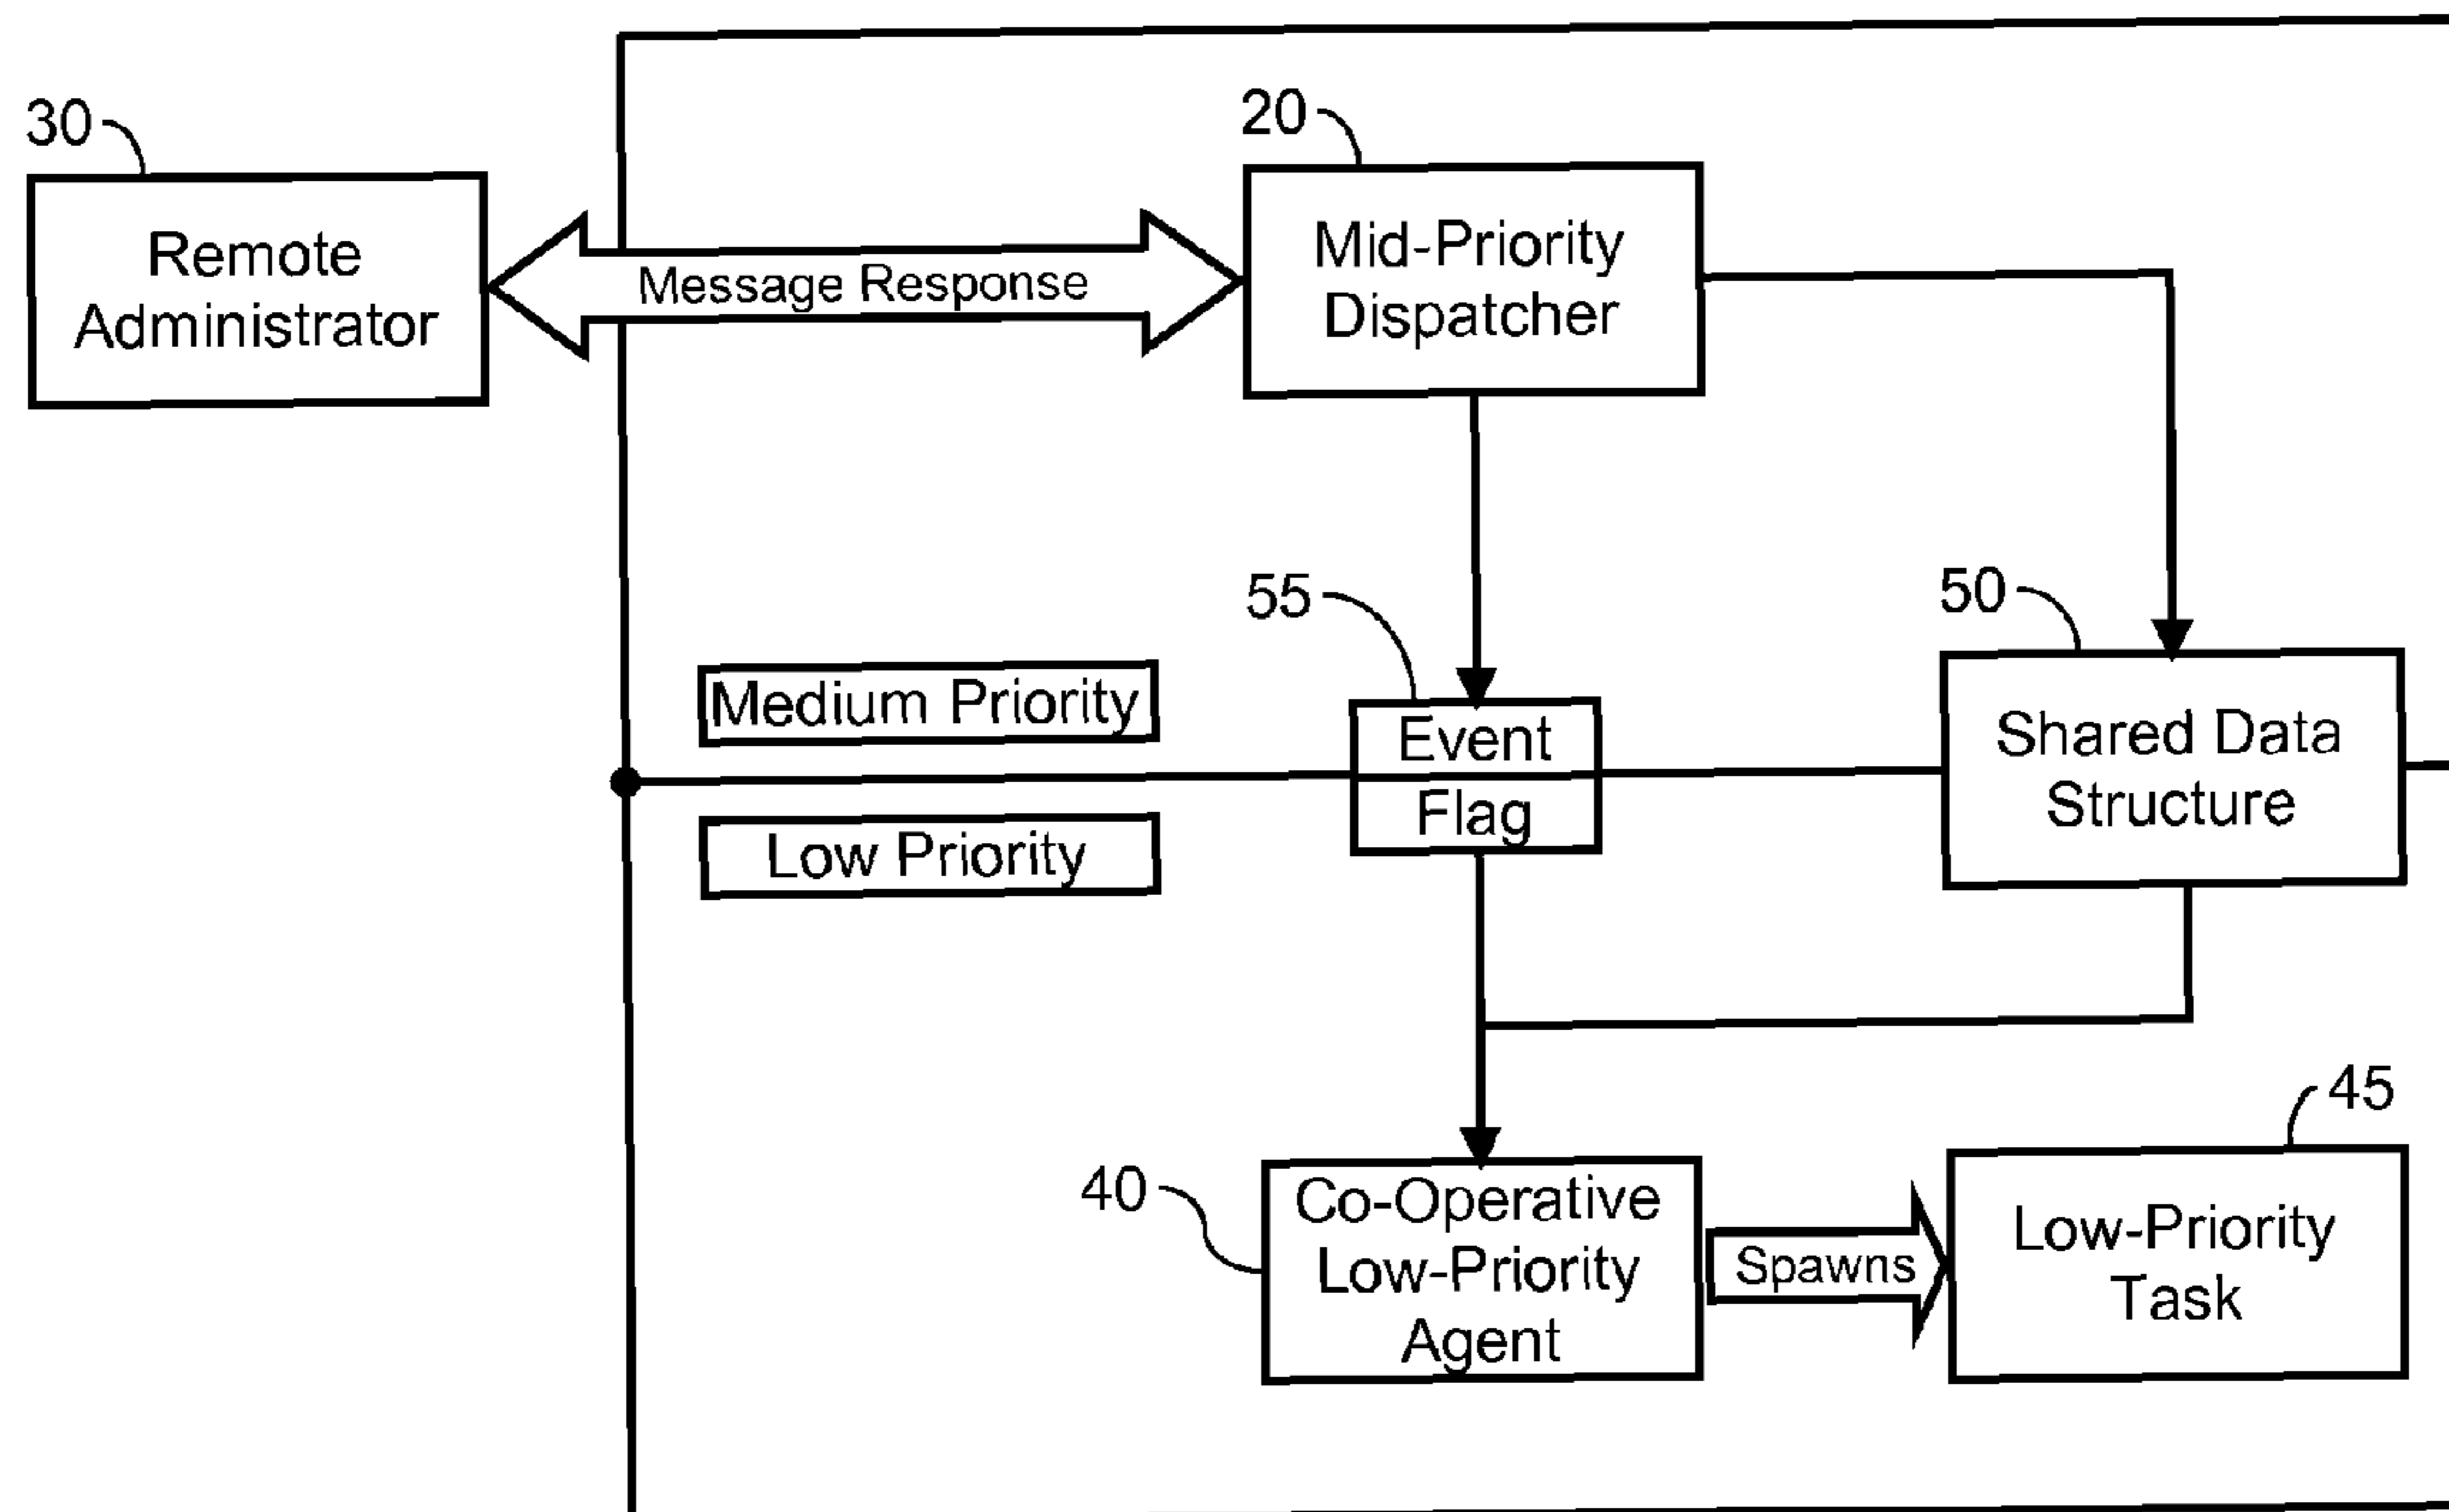 30
20
Remote
Administrator
Message Response
Mid-Priority
Dispatcher
55
50
Medium Priority
Event
Flag
Low Priority
Shared Data
Structure
45
40
Co-Operative
Low-Priority
Agent
Spawns
Low-Priority
Task